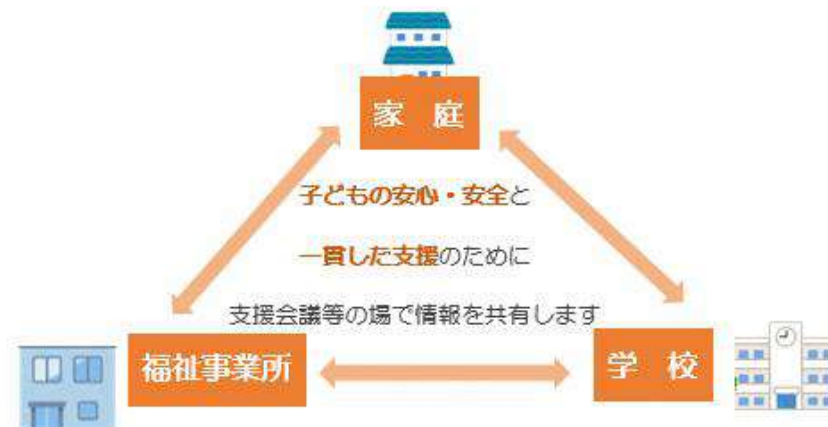 家　庭
子どもの安心・安全と
一貫した支援のために
支援会議等の場で情報を共有します
福祉事業所
学　校